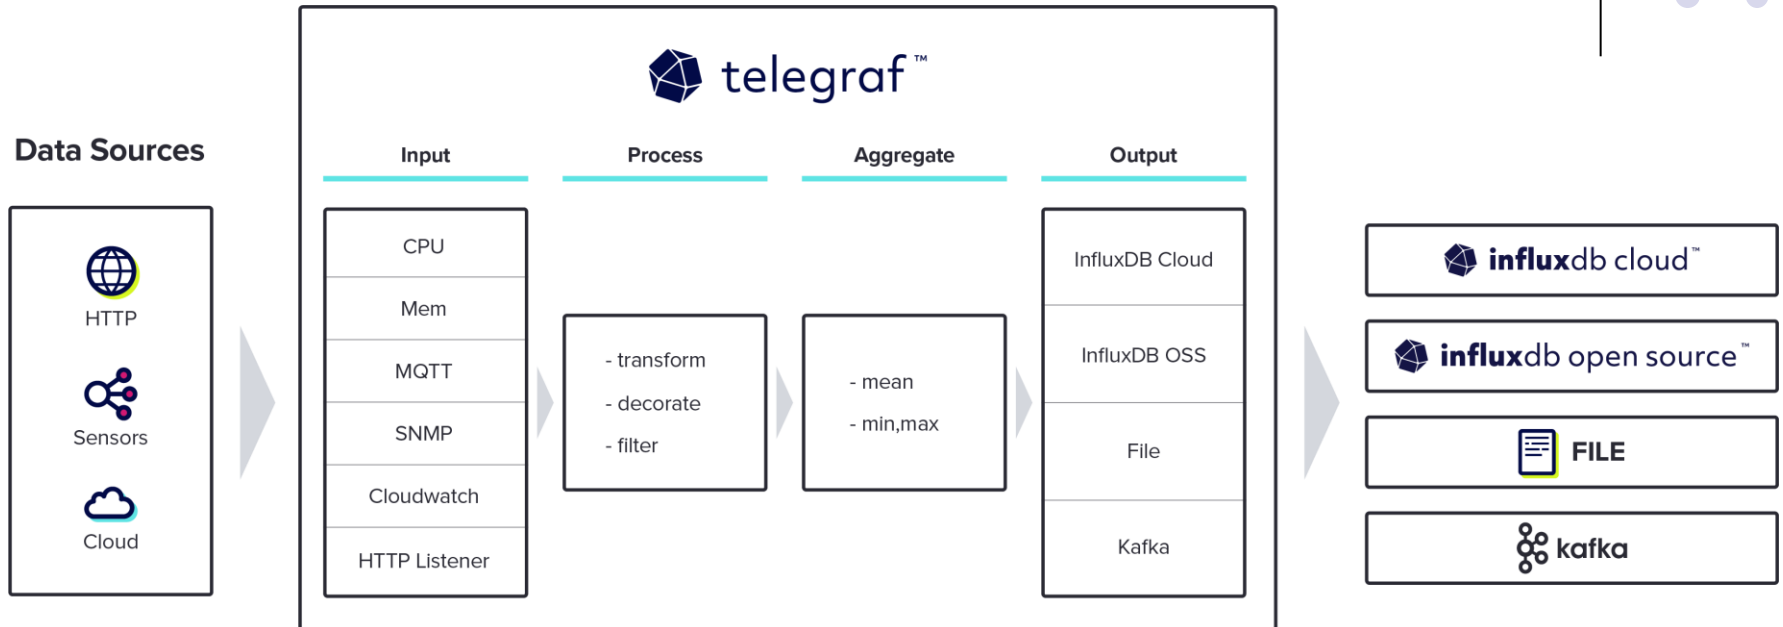 telegraf™
Data Sources
Input
Process
Aggregate
Output
HTTP
Sensors
Cloud
CPU
Mem
MQTT
SNMP
Cloudwatch
HTTP Listener
- transform
- decorate
- filter
- mean
- min,max
InfluxDB Cloud
InfluxDB OSS
File
Kafka
influxdb cloud™
influxdb open source™
FILE
kafka